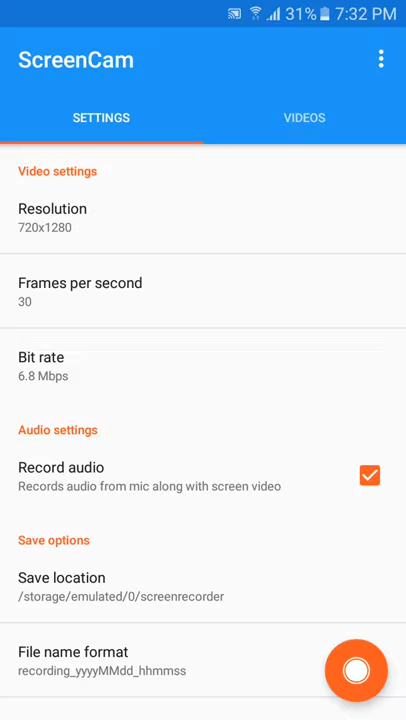 31% 7:32 PM
ScreenCam
SETTINGS VIDEOS
Video settings
Resolution
720x1280
Frames per second
30
Bit rate
6.8 Mbps
Audio settings
Record audio
Records audio from mic along with screen video
Save options
Save location
/storage/emulated/0/screenrecorder
File name format
recording_yyyyMMdd_hhmmss